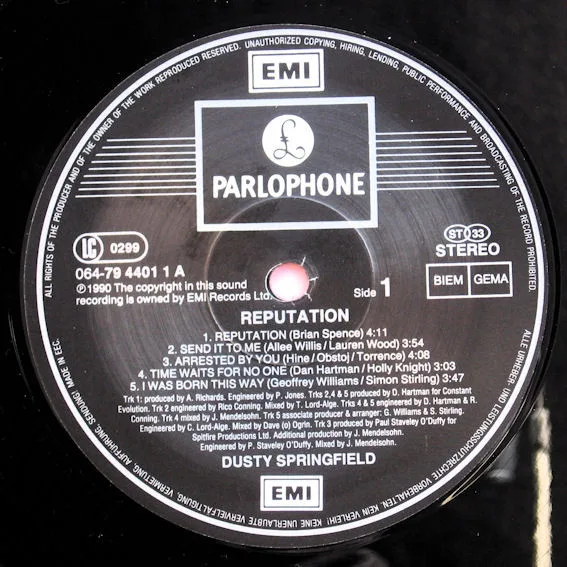 ALL RIGHTS OF THE PRODUCER AND OF THE OWNER OF THE WORK REPRODUCED RESERVED. UNAUTHORIZED COPYING, HIRING, LENDING, PUBLIC PERFORMANCE AND BROADCASTING OF THE RECORD PROHIBITED.
EMI
£
PARLOPHONE
LC 0299
064-79 4401 1 A
℗ 1990 The copyright in this sound
recording is owned by EMI Records Ltd.
Side 1
ST 33
STEREO
BIEM GEMA
REPUTATION
1. REPUTATION (Brian Spence) 4:11
2. SEND IT TO ME (Allee Willis / Lauren Wood) 3:54
3. ARRESTED BY YOU (Hine / Obstoj / Torrence) 4:08
4. TIME WAITS FOR NO ONE (Dan Hartman / Holly Knight) 4:03
5. I WAS BORN THIS WAY (Geoffrey Williams / Simon Stirling) 3:47
Trk 1: produced by A. Richards. Engineered by P. Jones. Trks 2,4 & 5 produced by D. Hartman for Constant
Evolution. Trk 2 engineered by Rico Conning. Mixed by T. Lord-Alge. Trks 4 & 5 engineered by D. Hartman & R.
Conning. Trk 4 mixed by J. Mendelsohn. Trk 5 associate producer & arranger: G. Williams & S. Stirling.
Engineered by C. Lord-Alge. Mixed by Dave (o) Ogrin. Trk 3 produced by Paul Staveley O'Duffy for
Spitfire Productions Ltd. Additional production by J. Mendelsohn.
Engineered by P. Staveley O'Duffy. Mixed by J. Mendelsohn.
DUSTY SPRINGFIELD
EMI
ALLE URHEBER- UND LEISTUNGSSCHUTZRECHTE VORBEHALTEN. KEIN VERLEIH! KEINE UNERLAUBTE VERVIELFÄLTIGUNG, VERMIETUNG, AUFFÜHRUNG, SENDUNG! MADE IN EEC.